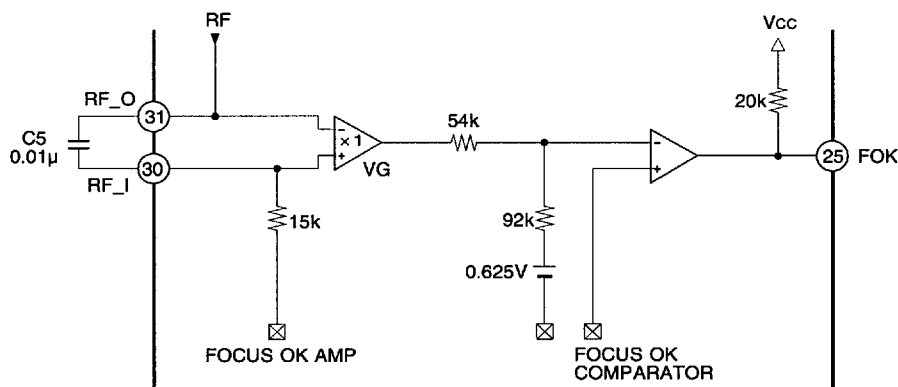 RF
Vcc
RF_O
31
C5
0.01μ
30
RF_I
−
× 1
+
VG
54k
15k
92k
0.625V
−
+
20k
25
FOK
FOCUS OK AMP
FOCUS OK
COMPARATOR